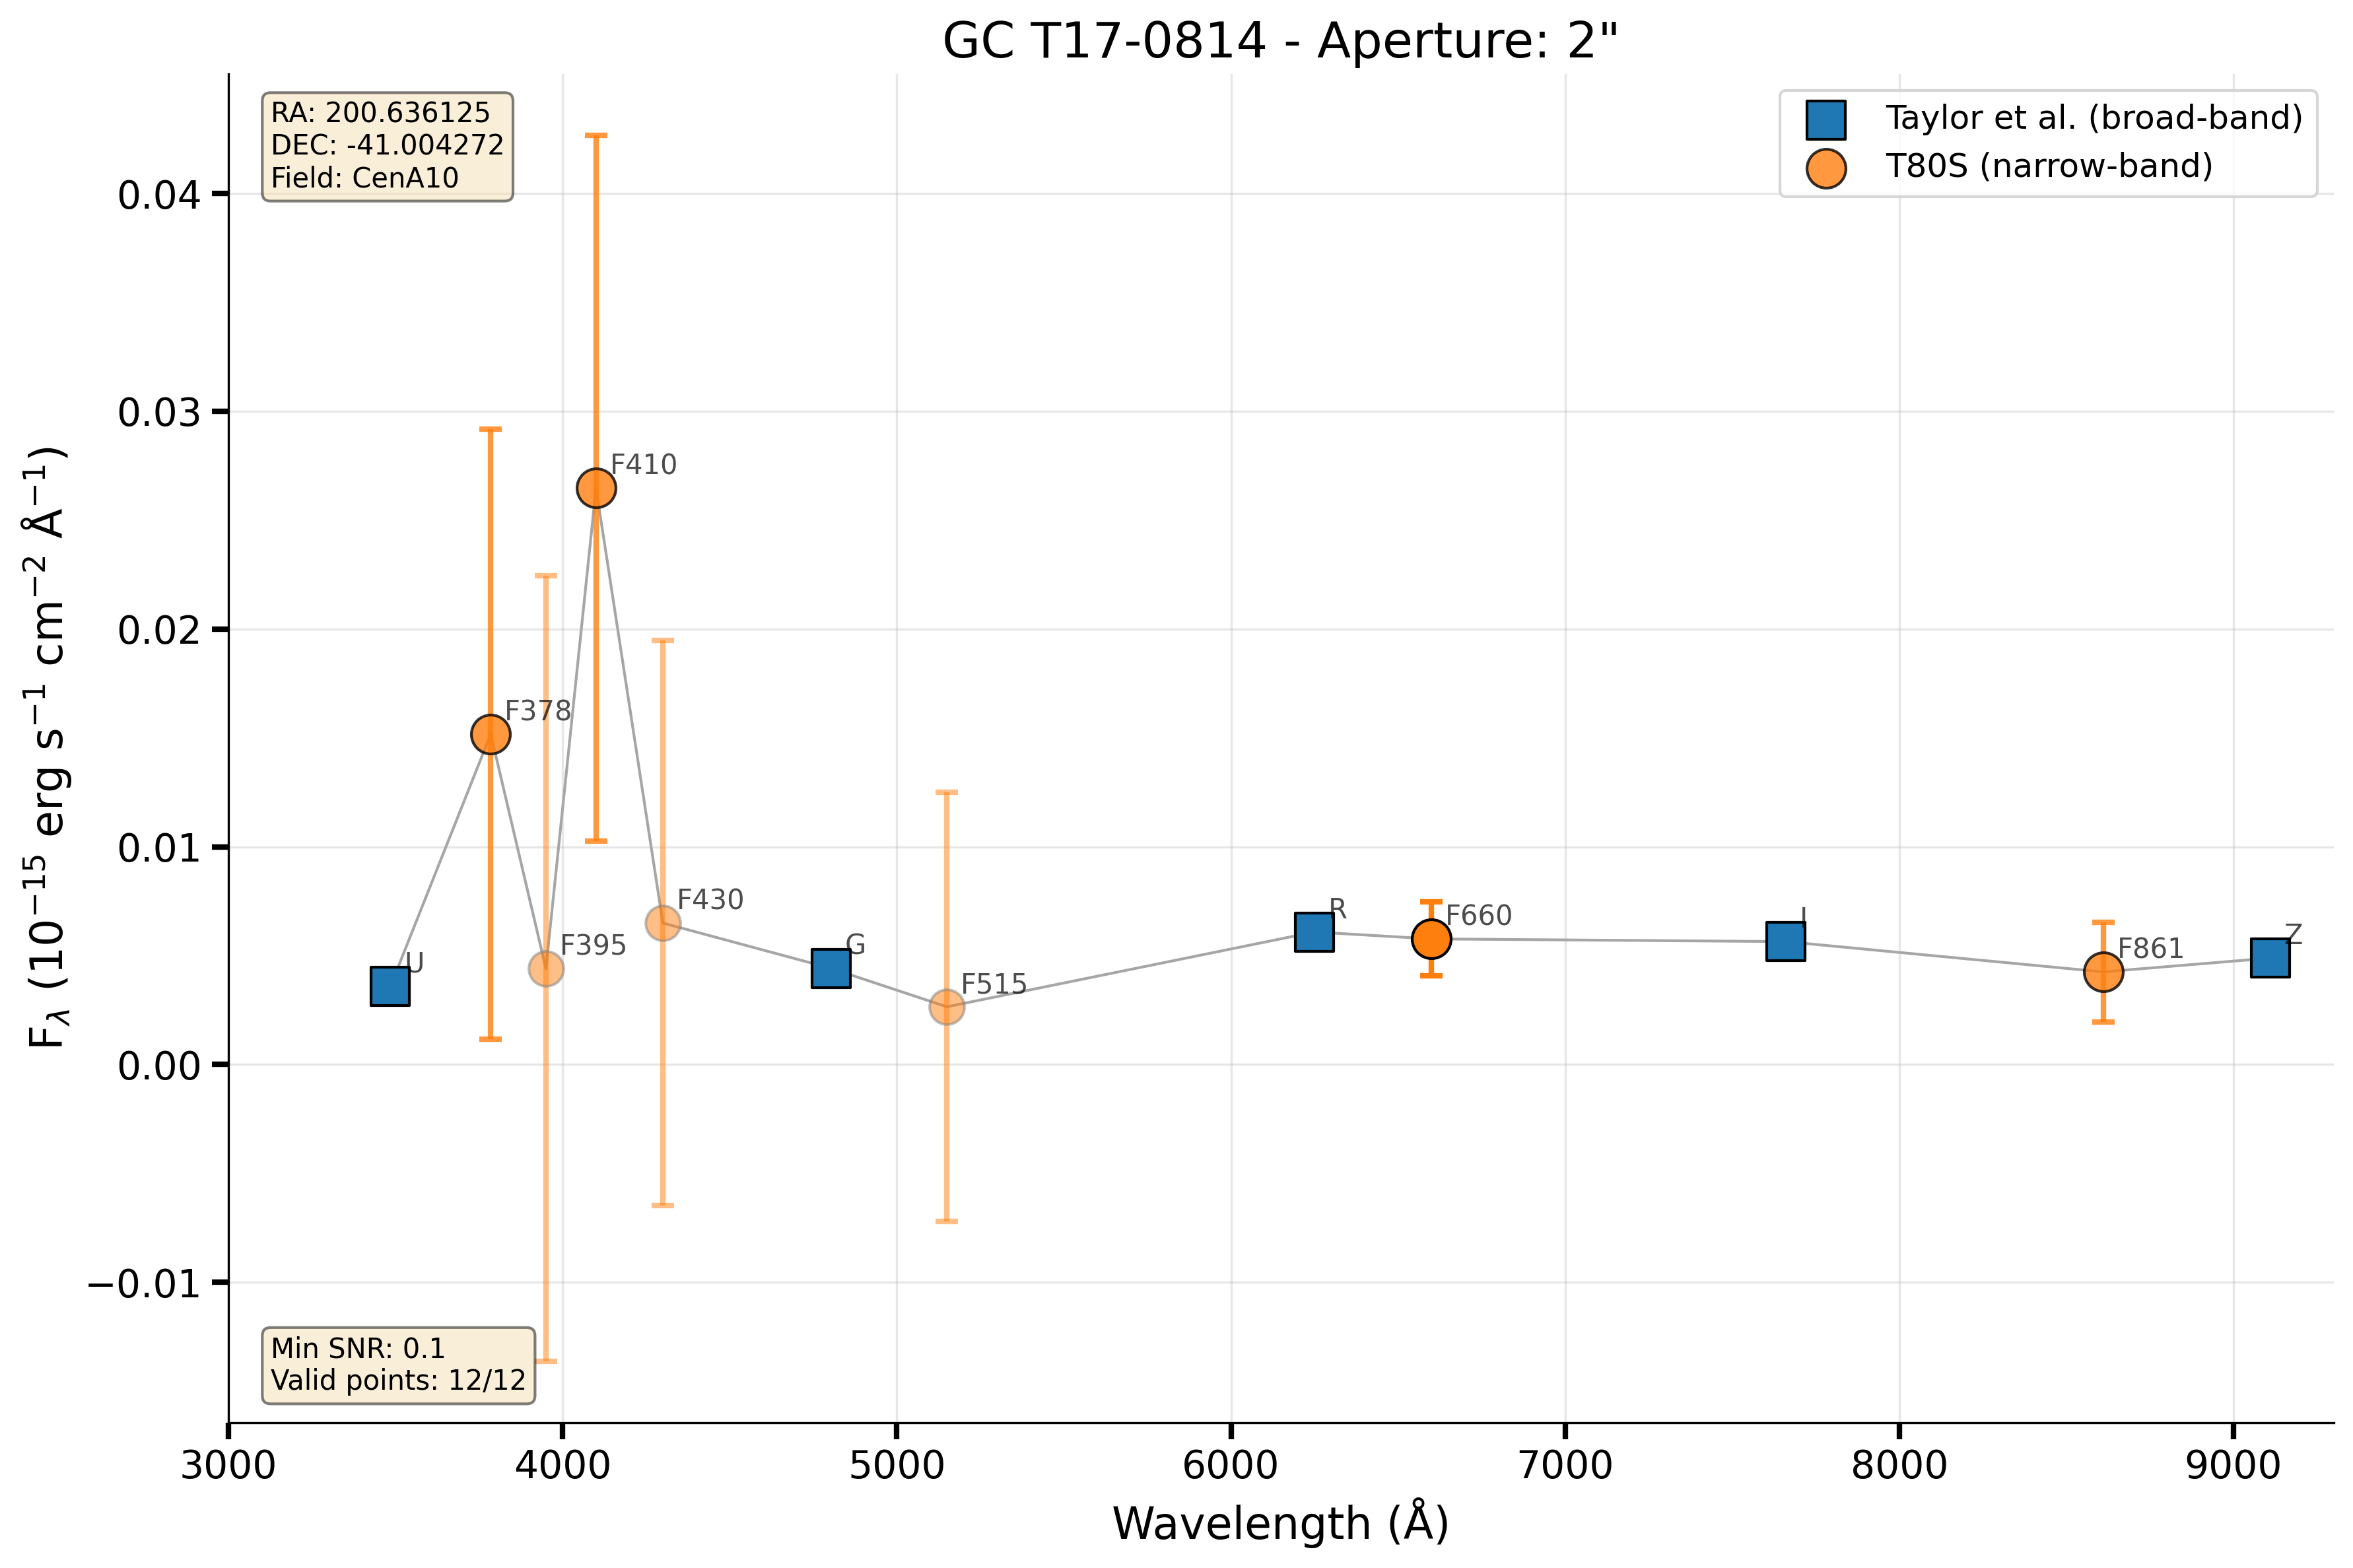 GC T17-0814 - Aperture: 2"
RA: 200.636125
DEC: -41.004272
Field: CenA10
Taylor et al. (broad-band)
T80S (narrow-band)
F$_{\lambda}$ (10$^{-15}$ erg s$^{-1}$ cm$^{-2}$ Å$^{-1}$)
0.04
0.03
0.02
0.01
0.00
−0.01
F410
F378
F430
F395
U
G
F515
R
F660
I
F861
Z
Min SNR: 0.1
Valid points: 12/12
3000 4000 5000 6000 7000 8000 9000
Wavelength (Å)